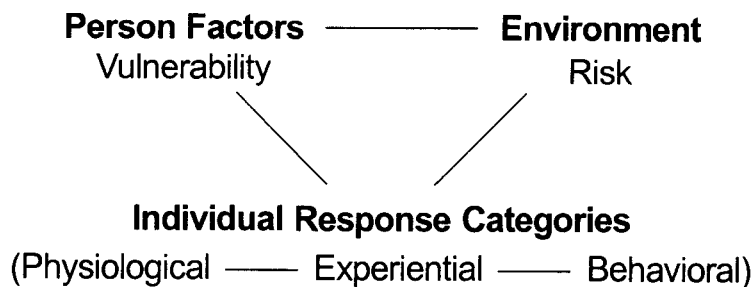 Person Factors Environment
Vulnerability Risk
Individual Response Categories
(Physiological Experiential Behavioral)